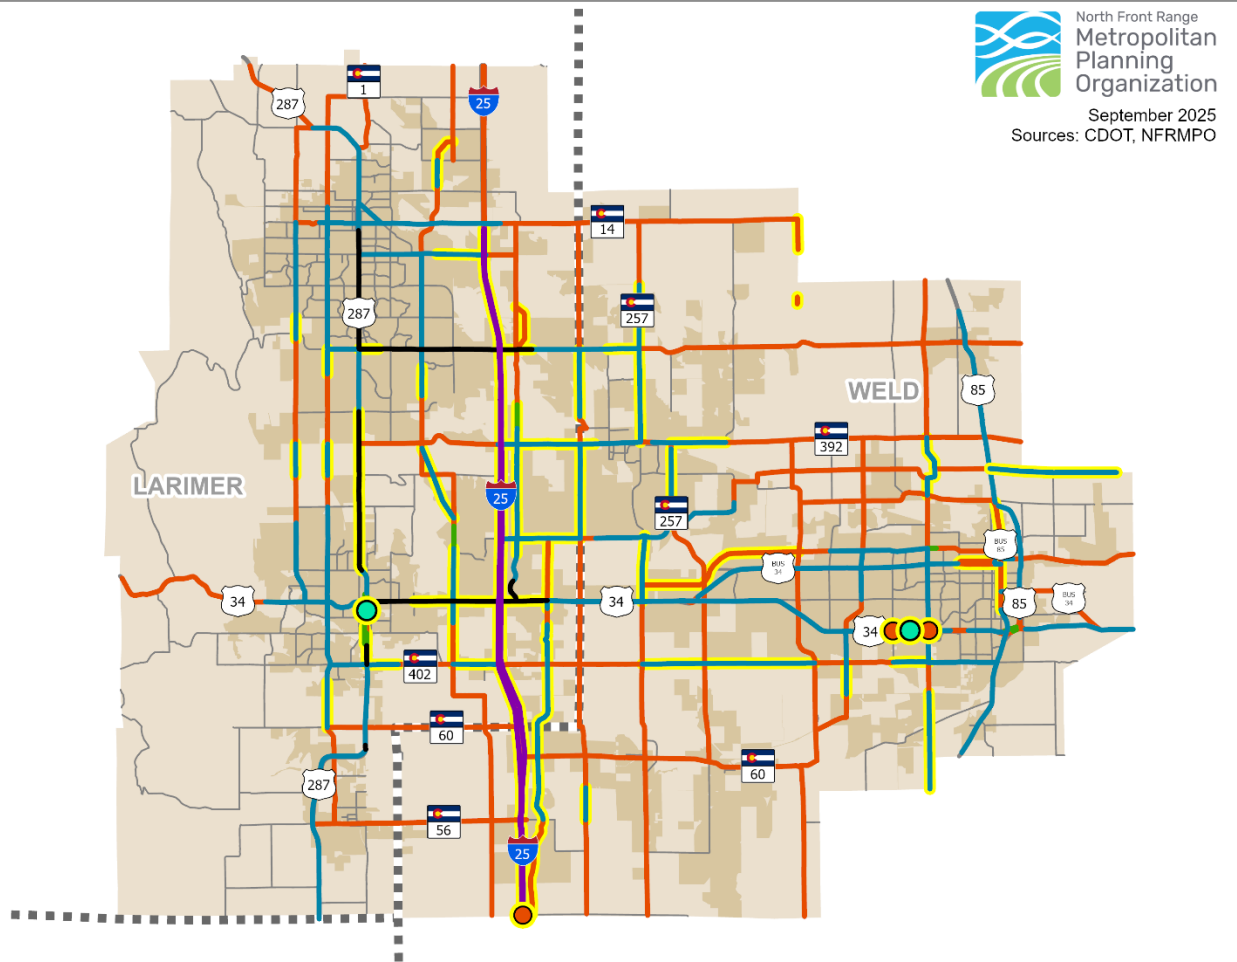 North Front Range
Metropolitan
Planning
Organization
September 2025
Sources: CDOT, NFRMPO
1
287
25
14
257
287
WELD
85
392
LARIMER
25
257
BUS
85
BUS
34
34
34
85
BUS
34
34
402
60
60
287
56
25